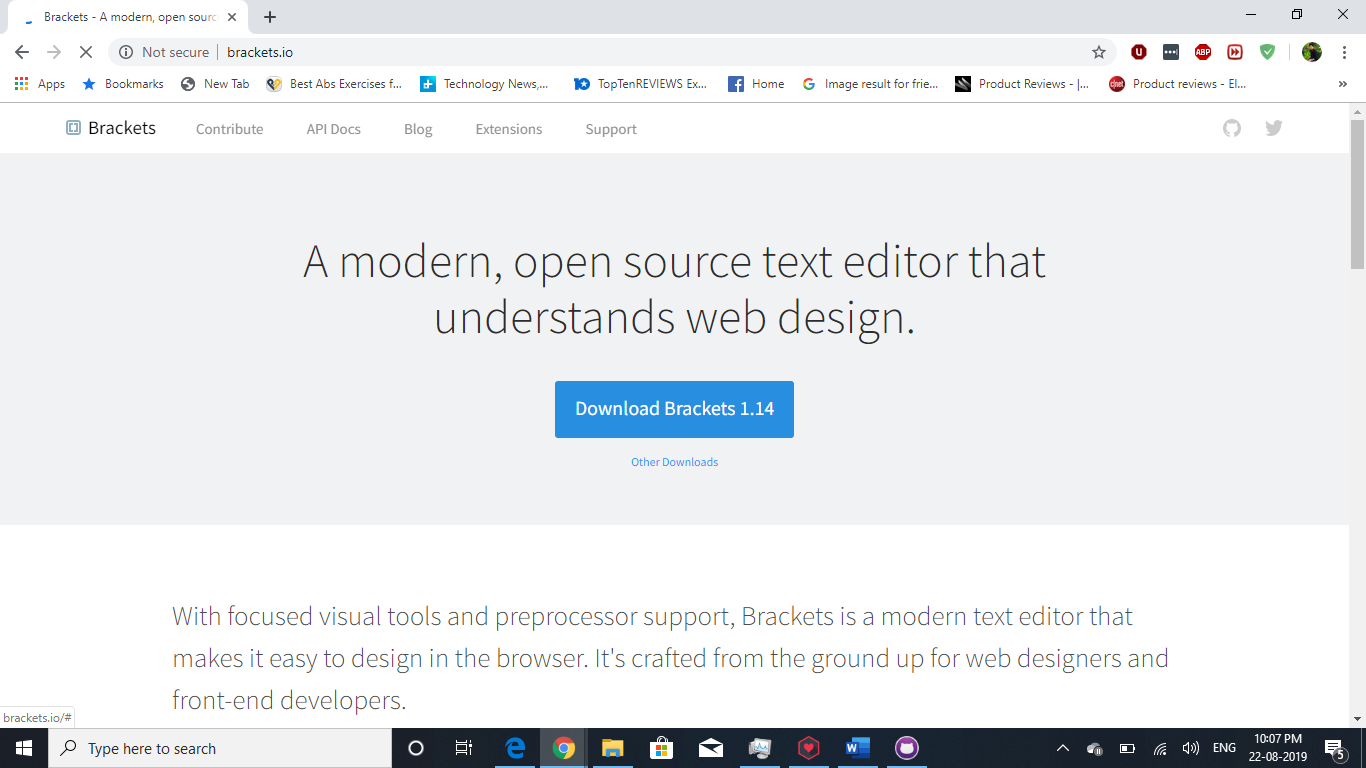 Brackets - A modern, open sourc
Not secure
brackets.io
ABP
Apps
Bookmarks
New Tab
Best Abs Exercises f...
Technology News,...
TopTenREVIEWS Ex...
Home
Image result for frie...
Product Reviews - |...
cnet
Product reviews - El...
»
Brackets
Contribute
API Docs
Blog
Extensions
Support
A modern, open source text editor that
understands web design.
Download Brackets 1.14
Other Downloads
With focused visual tools and preprocessor support, Brackets is a modern text editor that
makes it easy to design in the browser. It's crafted from the ground up for web designers and
front-end developers.
brackets.io/#
Type here to search
ENG
10:07 PM
22-08-2019
5